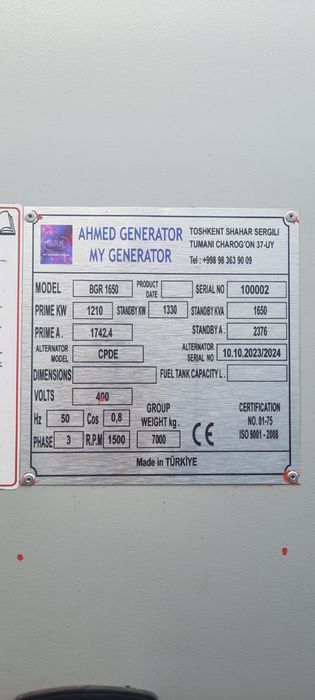 AHMED GENERATOR
MY GENERATOR
TOSHKENT SHAHAR SERGILI
TUMANI CHAROG'ON 37-UY
Tel : +998 98 363 90 09
MODEL BGR 1650 PRODUCT DATE SERIAL NO 100002
PRIME KW 1210 STANDBY KW 1330 STANDBY KVA 1650
PRIME A . 1742.4 STANDBY A . 2376
ALTERNATOR MODEL CPDE ALTERNATOR SERIAL NO 10.10.2023/2024
DIMENSIONS FUEL TANK CAPACITY L .
VOLTS 400
Hz 50 Cos 0,8 GROUP WEIGHT kg . CERTIFICATION
PHASE 3 R.P.M 1500 7000 CE NO. 01-75
ISO 9001 - 2008
Made in TÜRKİYE